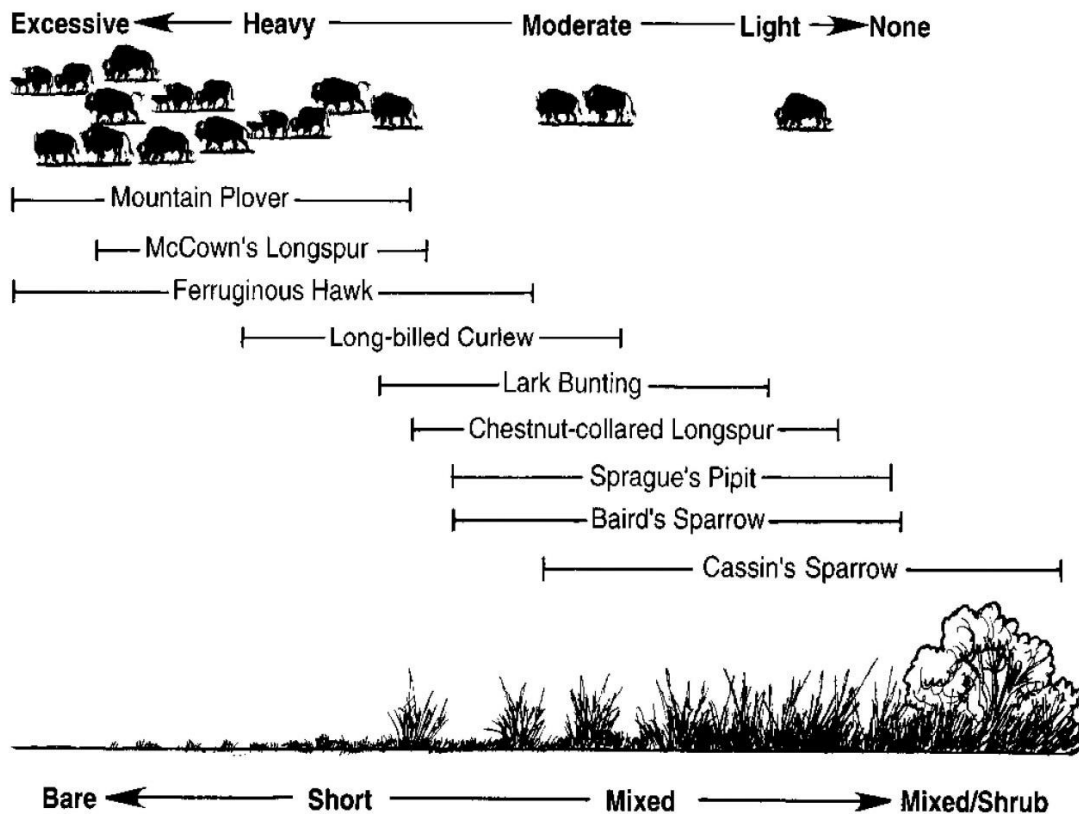 Excessive Heavy Moderate Light None
Mountain Plover
McCown's Longspur
Ferruginous Hawk
Long-billed Curlew
Lark Bunting
Chestnut-collared Longspur
Sprague's Pipit
Baird's Sparrow
Cassin's Sparrow
Bare Short Mixed Mixed/Shrub